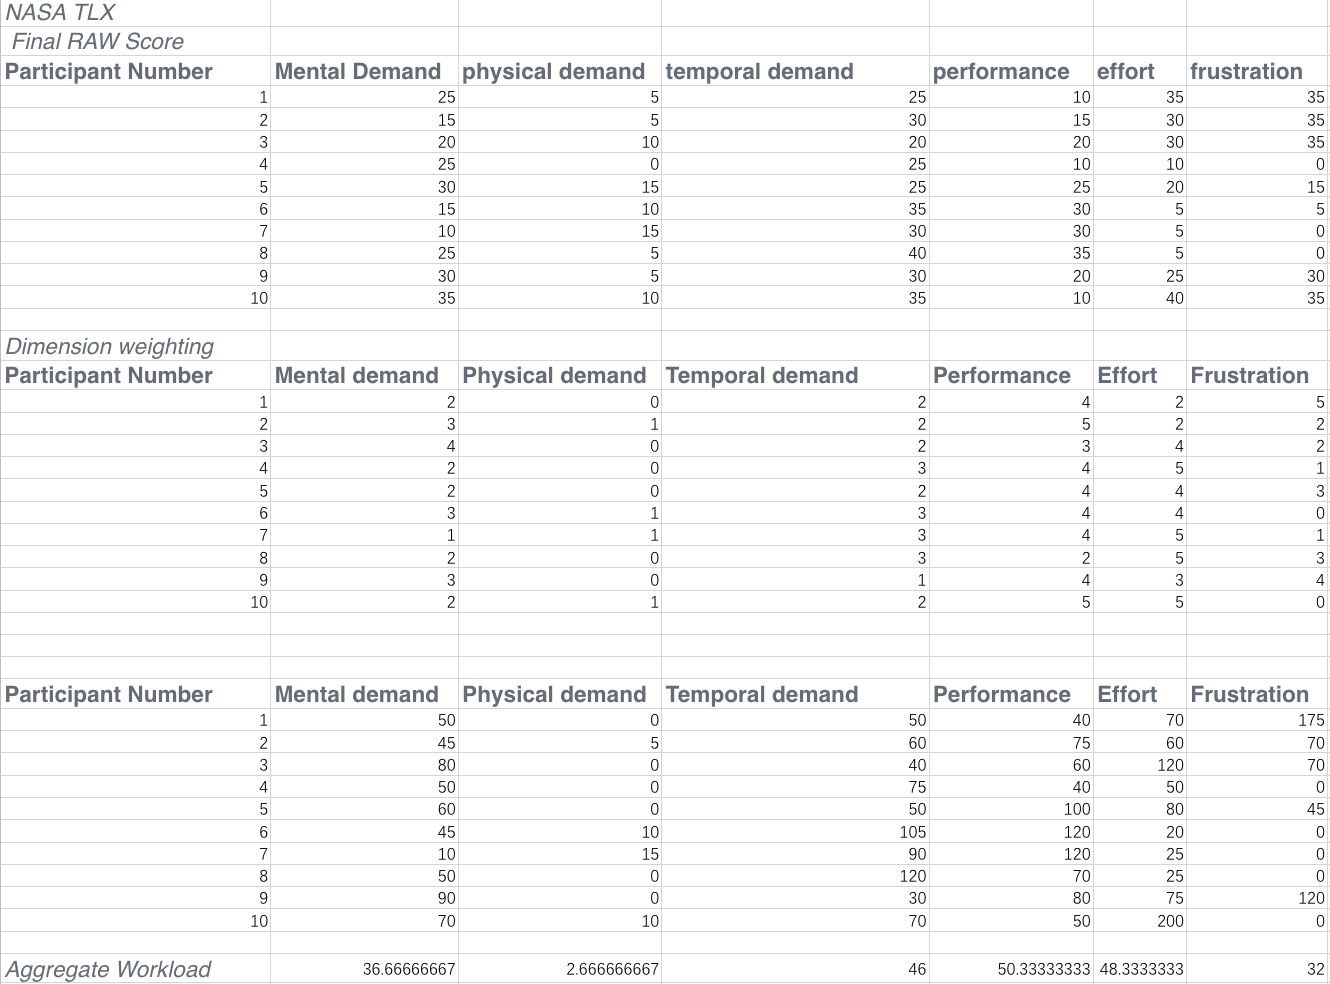 NASA TLX
Final RAW Score
Participant Number Mental Demand physical demand temporal demand performance effort frustration
1 25 5 25 10 35 35
2 15 5 30 15 30 35
3 20 10 20 20 30 35
4 25 0 25 10 10 0
5 30 15 25 25 20 15
6 15 10 35 30 5 5
7 10 15 30 30 5 0
8 25 5 40 35 5 0
9 30 5 30 20 25 30
10 35 10 35 10 40 35
Dimension weighting
Participant Number Mental demand Physical demand Temporal demand Performance Effort Frustration
1 2 0 2 4 2 5
2 3 1 2 5 2 2
3 4 0 2 3 4 2
4 2 0 3 4 5 1
5 2 0 2 4 4 3
6 3 1 3 4 4 0
7 1 1 3 4 5 1
8 2 0 3 2 5 3
9 3 0 1 4 3 4
10 2 1 2 5 5 0
Participant Number Mental demand Physical demand Temporal demand Performance Effort Frustration
1 50 0 50 40 70 175
2 45 5 60 75 60 70
3 80 0 40 60 120 70
4 50 0 75 40 50 0
5 60 0 50 100 80 45
6 45 10 105 120 20 0
7 10 15 90 120 25 0
8 50 0 120 70 25 0
9 90 0 30 80 75 120
10 70 10 70 50 200 0
Aggregate Workload 36.66666667 2.666666667 46 50.33333333 48.3333333 32